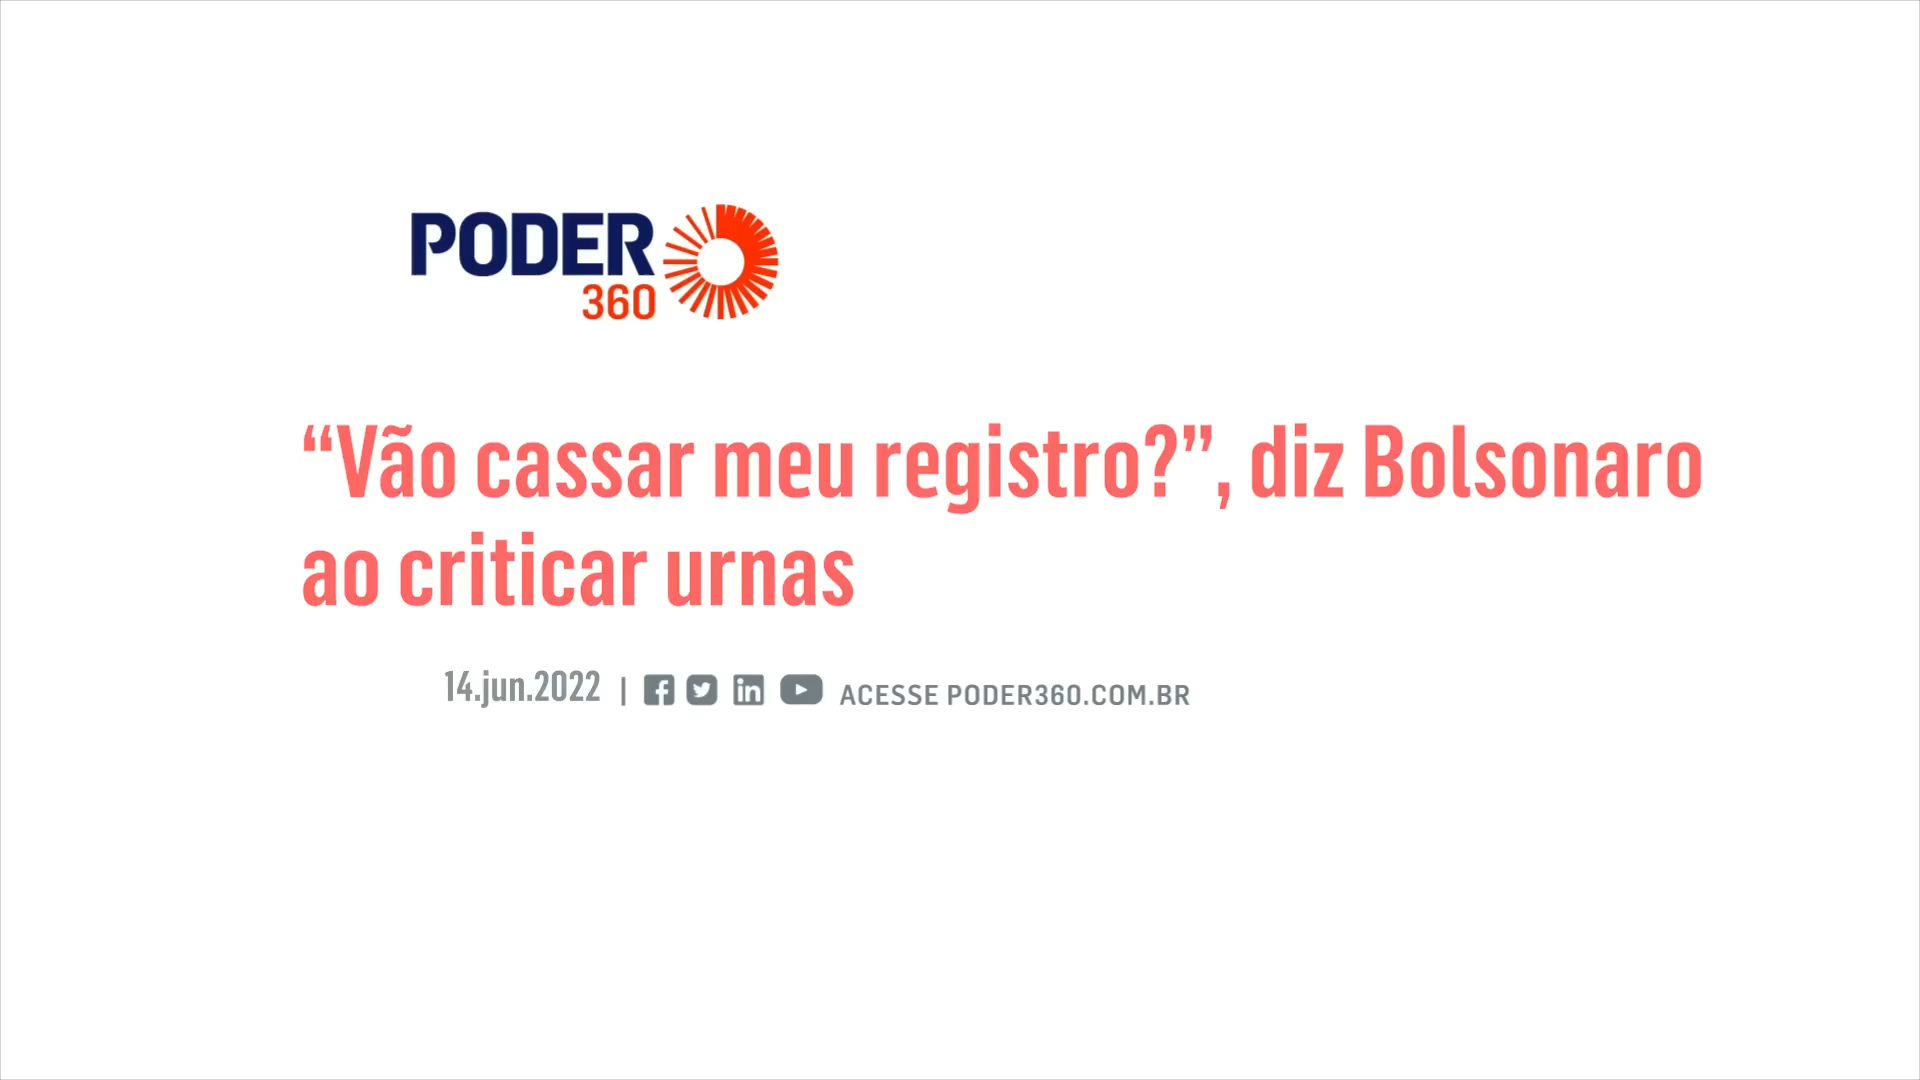 PODER
360
“Vão cassar meu registro?”, diz Bolsonaro
ao criticar urnas
14.jun.2022 | ACESSE PODER360.COM.BR